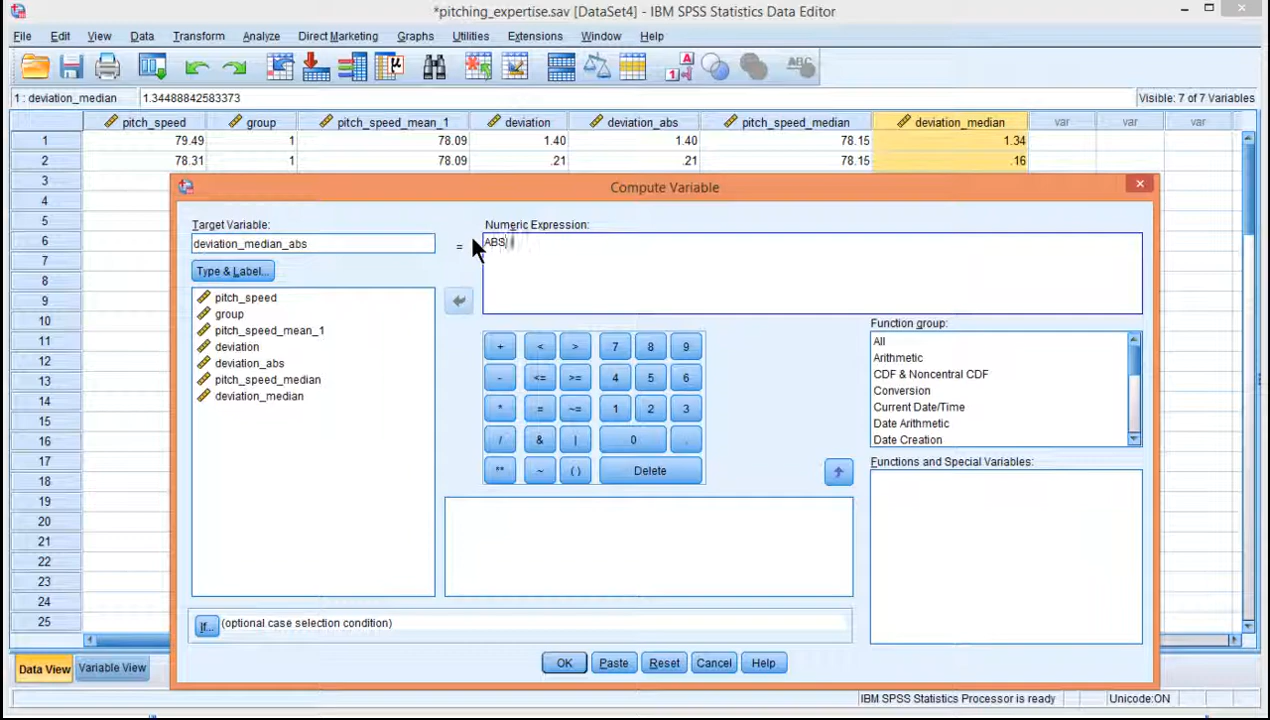 *pitching_expertise.sav [DataSet4] - IBM SPSS Statistics Data Editor
File Edit View Data Transform Analyze Direct Marketing Graphs Utilities Extensions Window Help
1 : deviation_median 1.34488842583373 Visible: 7 of 7 Variables
pitch_speed group pitch_speed_mean_1 deviation deviation_abs pitch_speed_median deviation_median var var var
1 79.49 1 78.09 1.40 1.40 78.15 1.34
2 78.31 1 78.09 .21 .21 78.15 .16
3
4
5
6
7
8
9
10
11
12
13
14
15
16
17
18
19
20
21
22
23
24
25
Compute Variable
Target Variable:
deviation_median_abs
=
Numeric Expression:
ABS
Type & Label...
pitch_speed
group
pitch_speed_mean_1
deviation
deviation_abs
pitch_speed_median
deviation_median
+ < > 7 8 9
- <= >= 4 5 6
* = ~= 1 2 3
/ & | 0 .
** ~ ( ) Delete
Function group:
All
Arithmetic
CDF & Noncentral CDF
Conversion
Current Date/Time
Date Arithmetic
Date Creation
Functions and Special Variables:
If... (optional case selection condition)
OK Paste Reset Cancel Help
Data View Variable View
IBM SPSS Statistics Processor is ready Unicode:ON